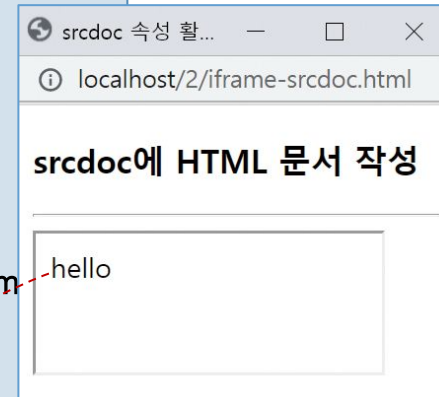 srcdoc 속성 활...
localhost/2/iframe-srcdoc.html
srcdoc에 HTML 문서 작성
hello
m